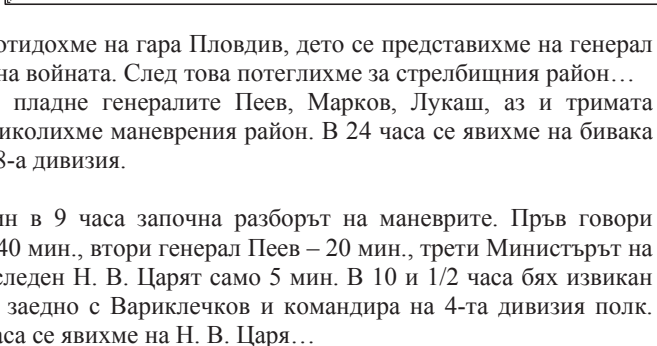 отидохме на гара Пловдив, дето се представихме на генерал
на войната. След това потеглихме за стрелбищния район…
пладне генералите Пеев, Марков, Лукаш, аз и тримата
иколихме маневрения район. В 24 часа се явихме на бивака
8-а дивизия.
ин в 9 часа започна разборът на маневрите. Пръв говори
40 мин., втори генерал Пеев – 20 мин., трети Министърът на
следен Н. В. Царят само 5 мин. В 10 и 1/2 часа бях извикан
заедно с Вариклечков и командира на 4-та дивизия полк.
аса се явихме на Н. В. Царя…